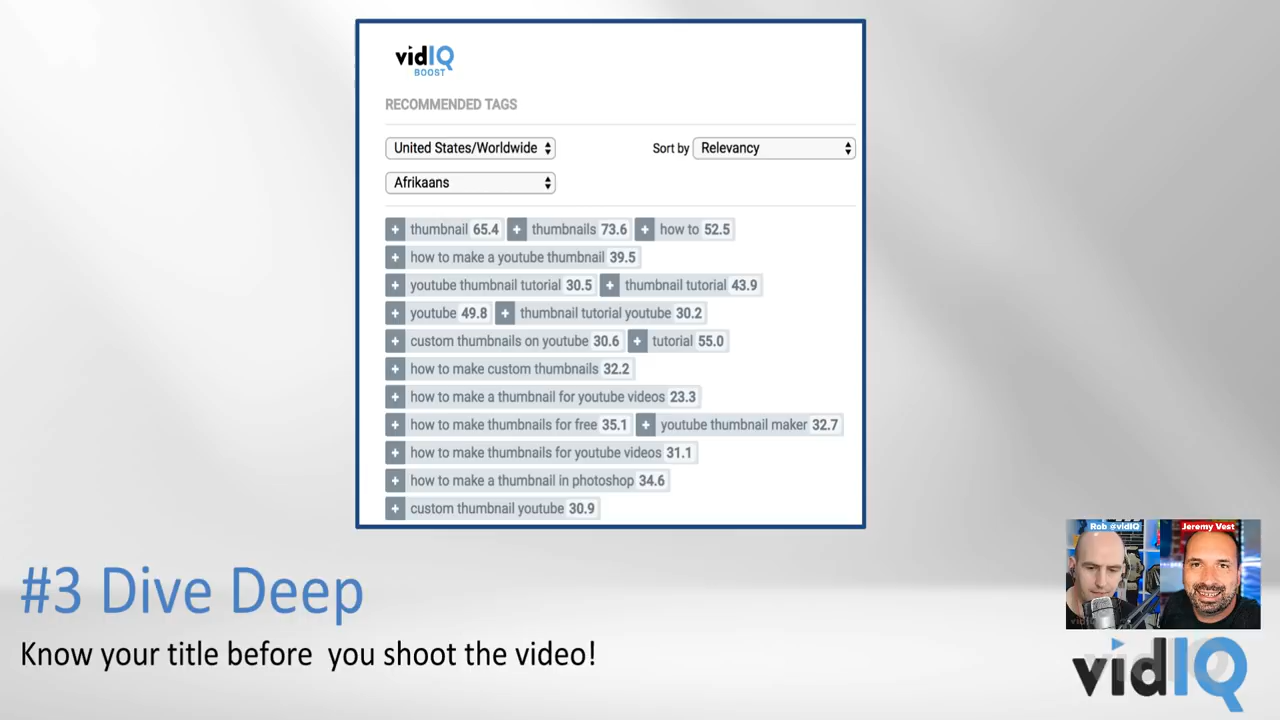 vidIQ
BOOST
RECOMMENDED TAGS
United States/Worldwide Sort by Relevancy
Afrikaans
+ thumbnail 65.4 + thumbnails 73.6 + how to 52.5
+ how to make a youtube thumbnail 39.5
+ youtube thumbnail tutorial 30.5 + thumbnail tutorial 43.9
+ youtube 49.8 + thumbnail tutorial youtube 30.2
+ custom thumbnails on youtube 30.6 + tutorial 55.0
+ how to make custom thumbnails 32.2
+ how to make a thumbnail for youtube videos 23.3
+ how to make thumbnails for free 35.1 + youtube thumbnail maker 32.7
+ how to make thumbnails for youtube videos 31.1
+ how to make a thumbnail in photoshop 34.6
+ custom thumbnail youtube 30.9
Rob @vidIQ Jeremy Vest
#3 Dive Deep
Know your title before you shoot the video!
vidIQ